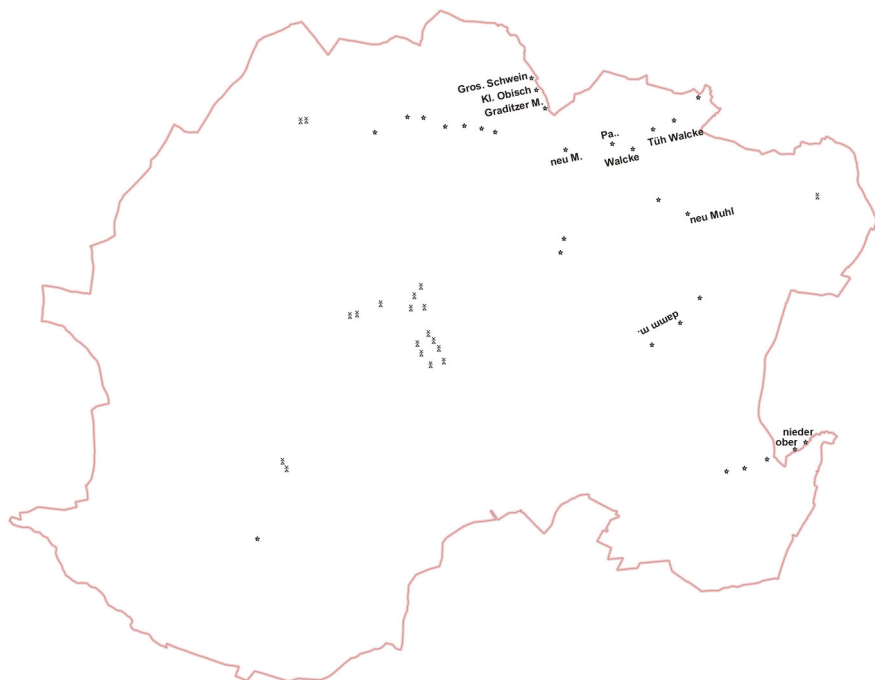 Gros. Schwein
Kl. Obisch
Graditzer M.
Pa..
Tüh Walcke
neu M.
Walcke
neu Muhl
damm m.
nieder
ober